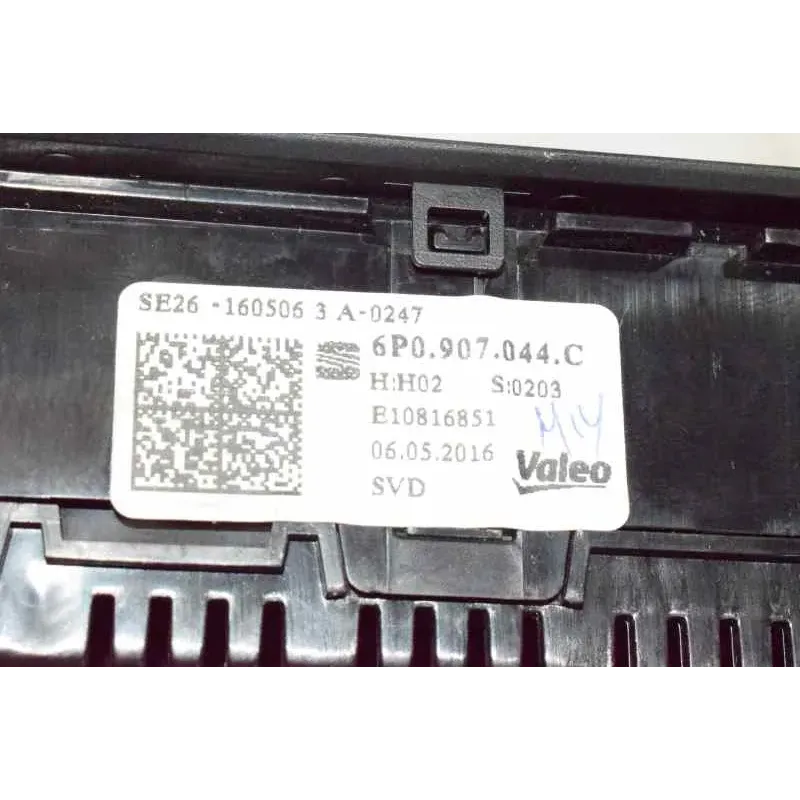 SE26 -160506 3 A-0247
6P0.907.044.C
H:H02 S:0203
E10816851
06.05.2016
SVD
Valeo